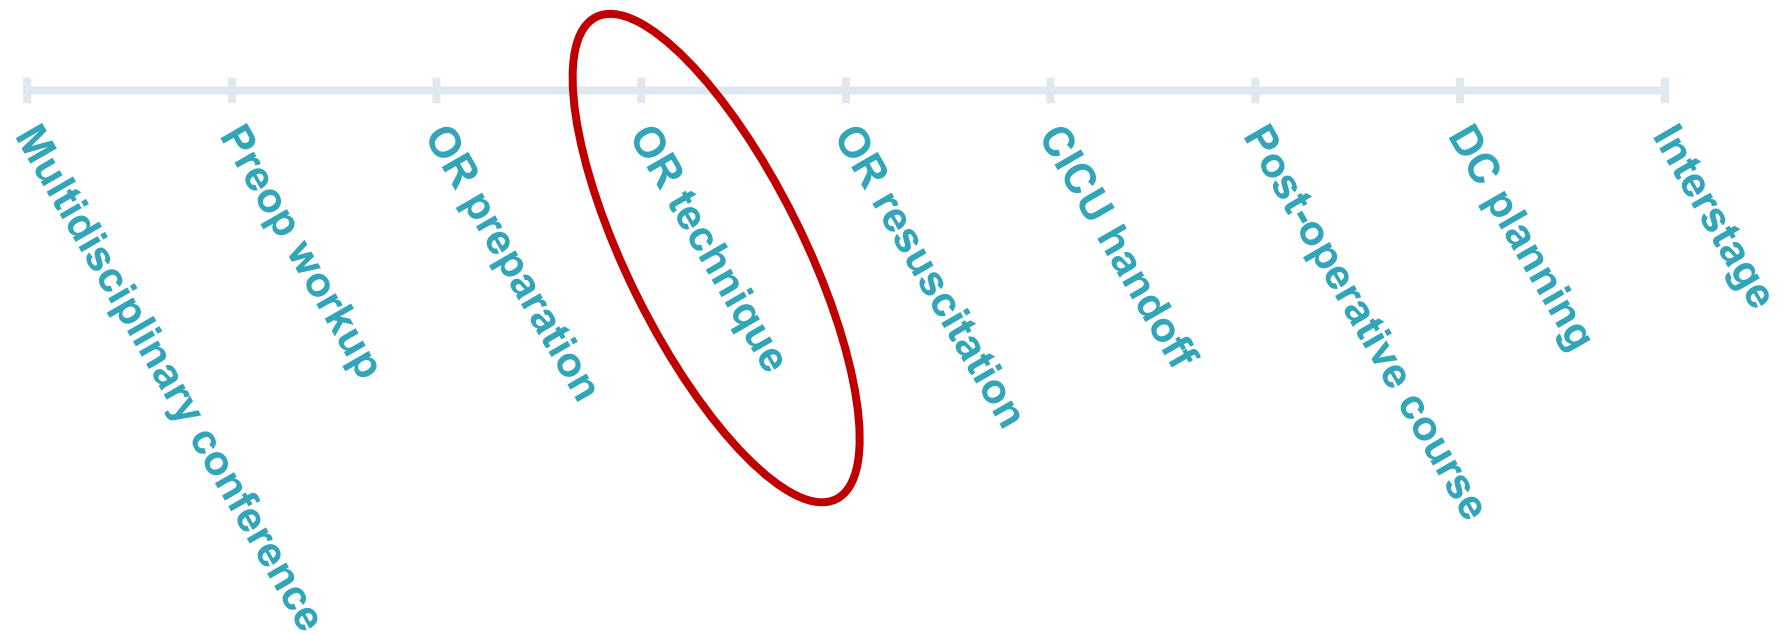 Multidisciplinary conference
Preop workup
OR preparation
OR technique
OR resuscitation
CICU handoff
Post-operative course
DC planning
Interstage